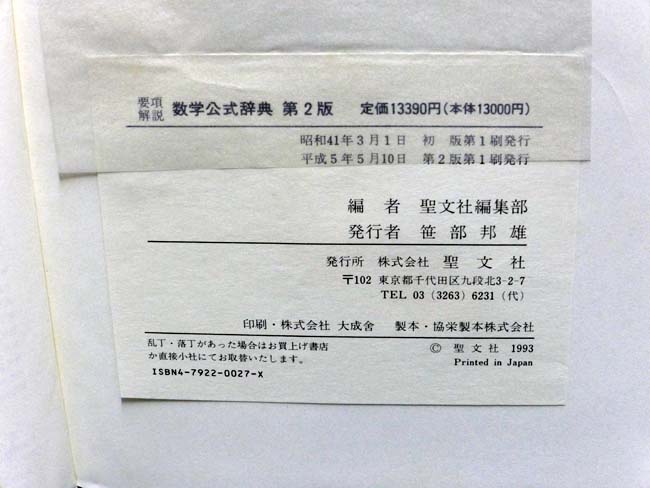 要項解説 数学公式辞典 第2版 定価13390円(本体13000円)
昭和41年3月1日 初 版第1刷発行
平成5年5月10日 第2版第1刷発行
編 者 聖文社編集部
発行者 笹部邦雄
発行所 株式会社 聖文社
〒102 東京都千代田区九段北3-2-7
TEL 03(3263)6231(代)
印刷・株式会社 大成舎 製本・協栄製本株式会社
乱丁・落丁があった場合はお買上げ書店
か直接小社にてお取替いたします。
© 聖文社 1993
Printed in Japan
ISBN4-7922-0027-X